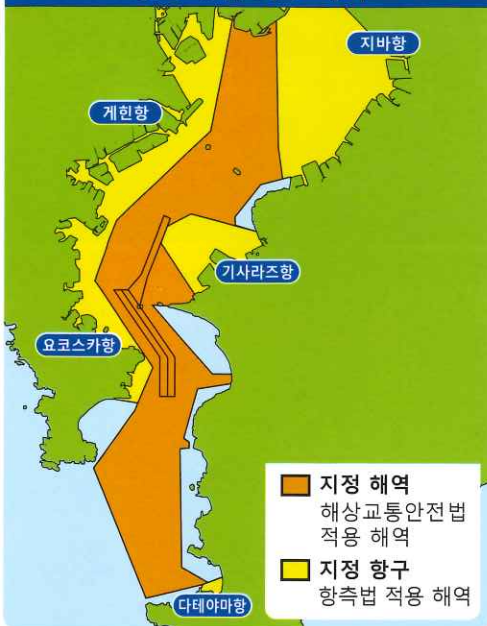 지바항
게힌항
기사라즈항
요코스카항
다테야마항
지정 해역
해상교통안전법
적용 해역
지정 항구
항측법 적용 해역